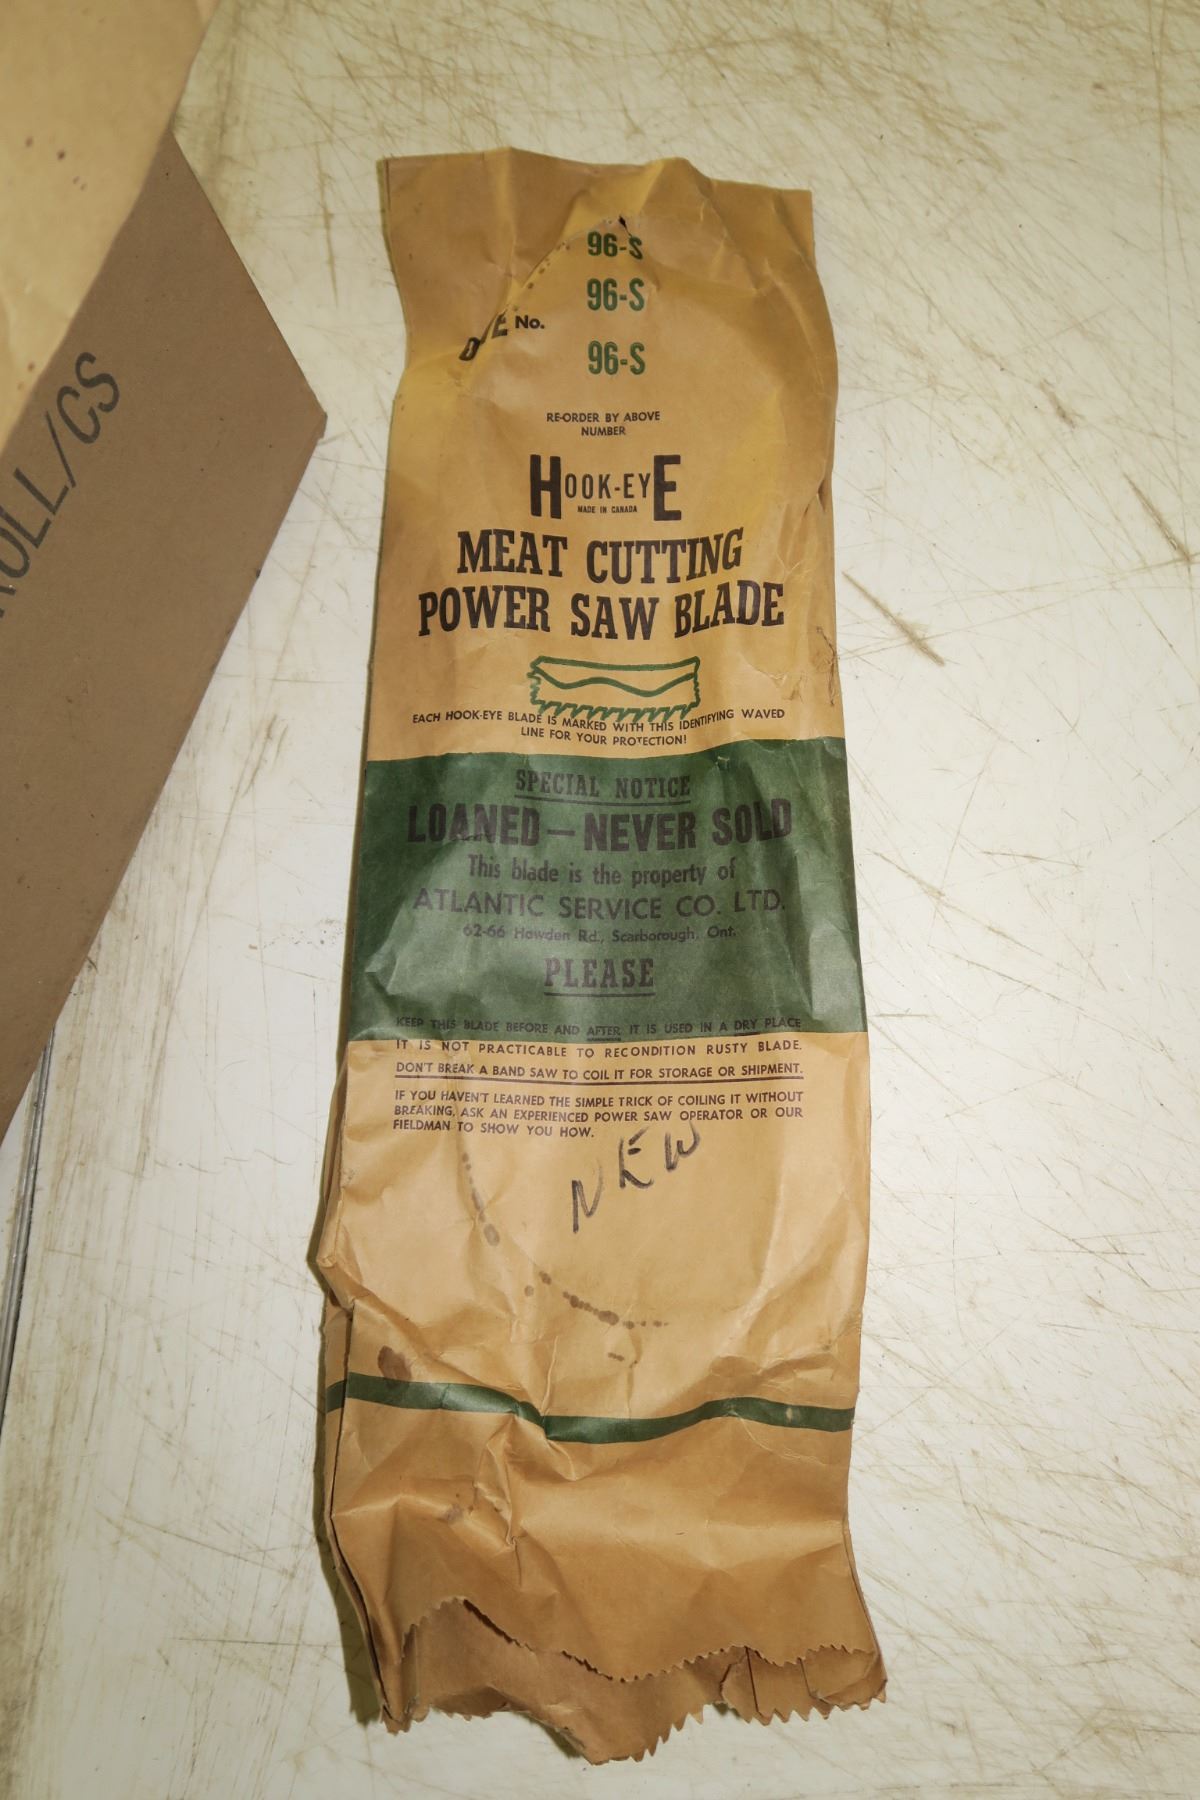 96-S
96-S
No.
96-S
RE-ORDER BY ABOVE
NUMBER
HOOK-EYE
MADE IN CANADA
MEAT CUTTING
POWER SAW BLADE
EACH HOOK-EYE BLADE IS MARKED WITH THIS IDENTIFYING WAVED
LINE FOR YOUR PROTECTION!
SPECIAL NOTICE
LOANED — NEVER SOLD
This blade is the property of
ATLANTIC SERVICE CO. LTD.
62-66 Howden Rd., Scarborough, Ont.
PLEASE
KEEP THIS BLADE BEFORE AND AFTER IT IS USED IN A DRY PLACE
IT IS NOT PRACTICABLE TO RECONDITION RUSTY BLADE.
DON'T BREAK A BAND SAW TO COIL IT FOR STORAGE OR SHIPMENT.
IF YOU HAVEN'T LEARNED THE SIMPLE TRICK OF COILING IT WITHOUT
BREAKING, ASK AN EXPERIENCED POWER SAW OPERATOR OR OUR
FIELDMAN TO SHOW YOU HOW.
NEW
ROLL/CS